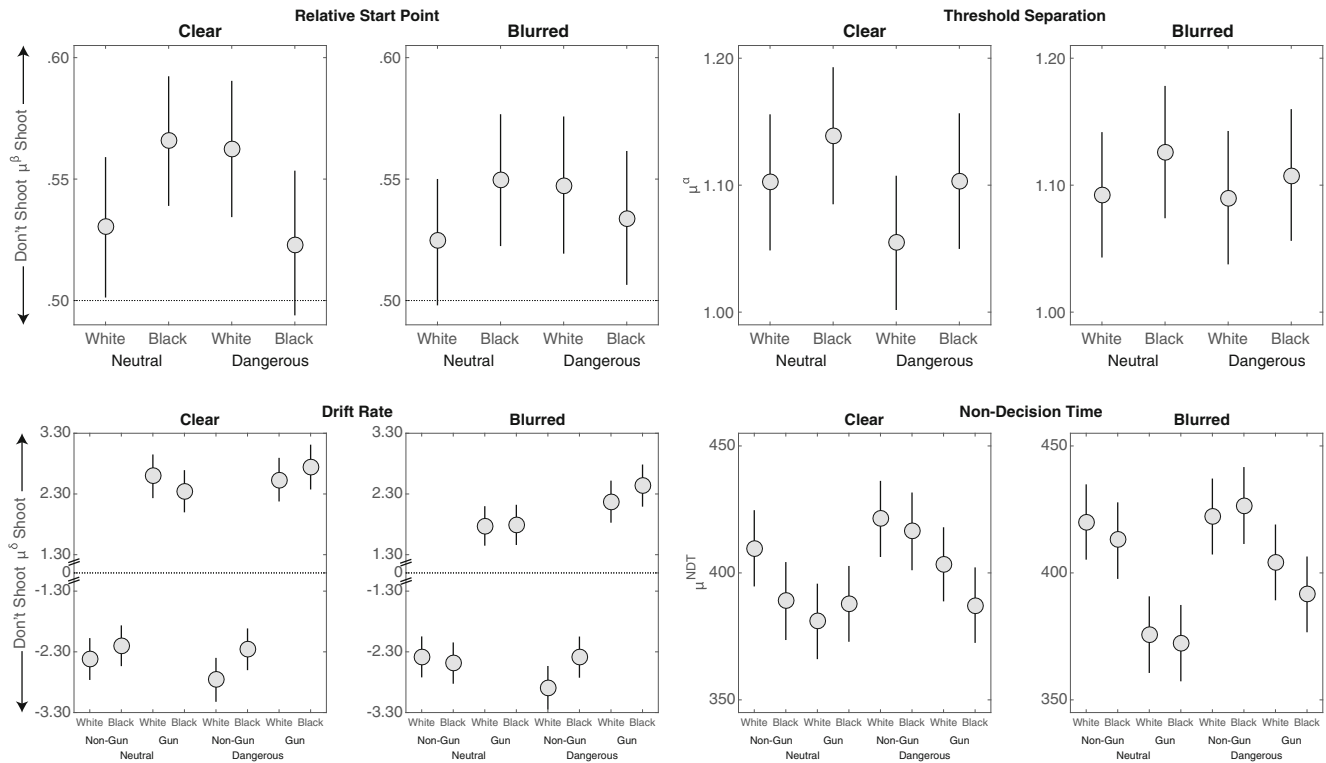 Relative Start Point
Clear
Blurred
Don't Shoot μβ Shoot
.60
.55
.50
White Black White Black
Neutral Dangerous
.60
.55
.50
White Black White Black
Neutral Dangerous
Threshold Separation
Clear
Blurred
μα
1.20
1.10
1.00
White Black White Black
Neutral Dangerous
1.20
1.10
1.00
White Black White Black
Neutral Dangerous
Drift Rate
Clear
Blurred
Don't Shoot μδ Shoot
3.30
2.30
1.30
0
-1.30
-2.30
-3.30
White Black White Black White Black White Black
Non-Gun Gun Non-Gun Gun
Neutral Dangerous
3.30
2.30
1.30
0
-1.30
-2.30
-3.30
White Black White Black White Black White Black
Non-Gun Gun Non-Gun Gun
Neutral Dangerous
Non-Decision Time
Clear
Blurred
μNDT
450
400
350
White Black White Black White Black White Black
Non-Gun Gun Non-Gun Gun
Neutral Dangerous
450
400
350
White Black White Black White Black White Black
Non-Gun Gun Non-Gun Gun
Neutral Dangerous